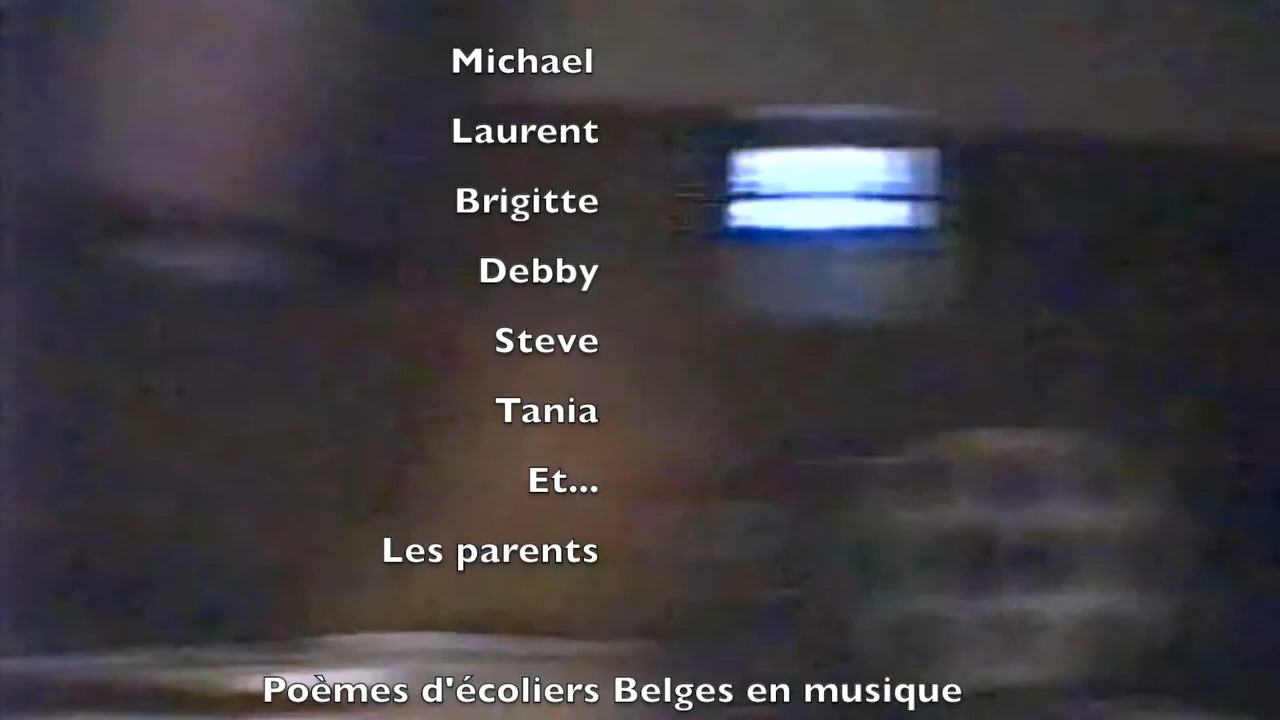 Michael
Laurent
Brigitte
Debby
Steve
Tania
Et...
Les parents
Poèmes d'écoliers Belges en musique